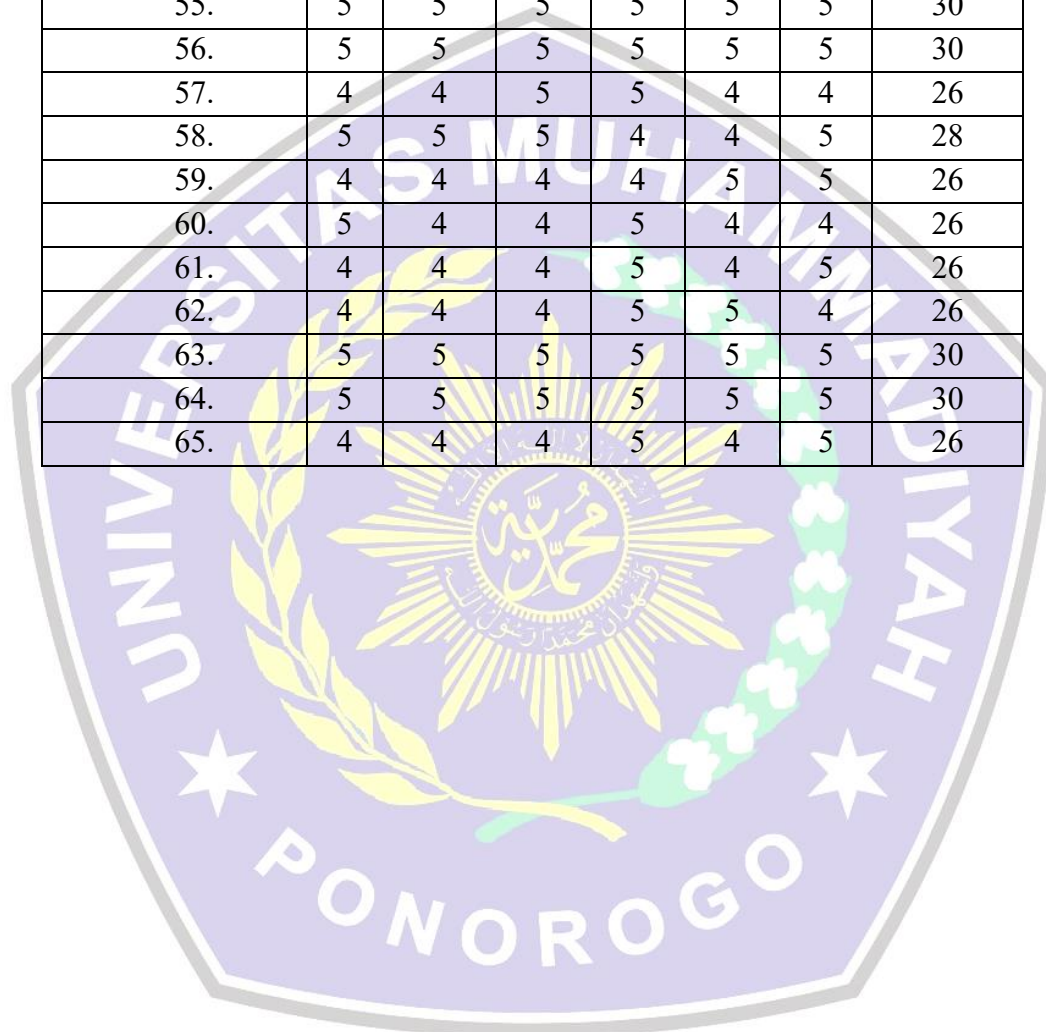 55. 5 5 5 5 5 5 30
56. 5 5 5 5 5 5 30
57. 4 4 5 5 4 4 26
58. 5 5 5 4 4 5 28
59. 4 4 4 4 5 5 26
60. 5 4 4 5 4 4 26
61. 4 4 4 5 4 5 26
62. 4 4 4 5 5 4 26
63. 5 5 5 5 5 5 30
64. 5 5 5 5 5 5 30
65. 4 4 4 5 4 5 26
UNIVERSITAS MUHAMMADIYAH
محمدية
PONOROGO